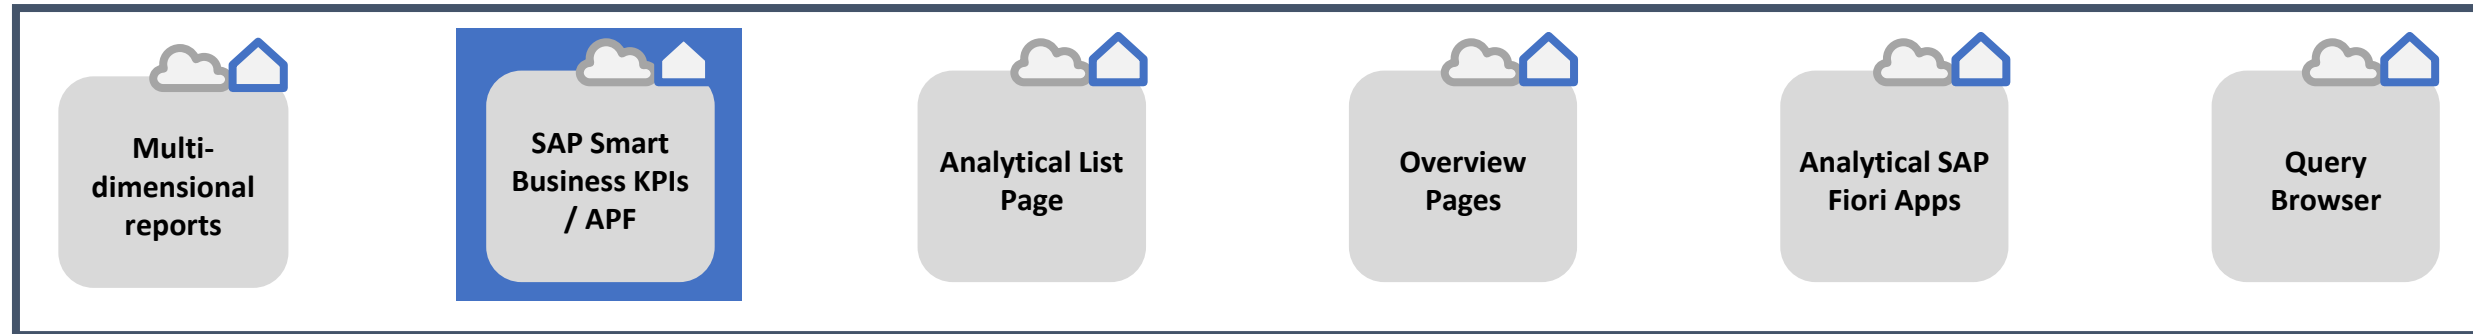 Multi-
dimensional
reports
SAP Smart
Business KPIs
/ APF
Analytical List
Page
Overview
Pages
Analytical SAP
Fiori Apps
Query
Browser